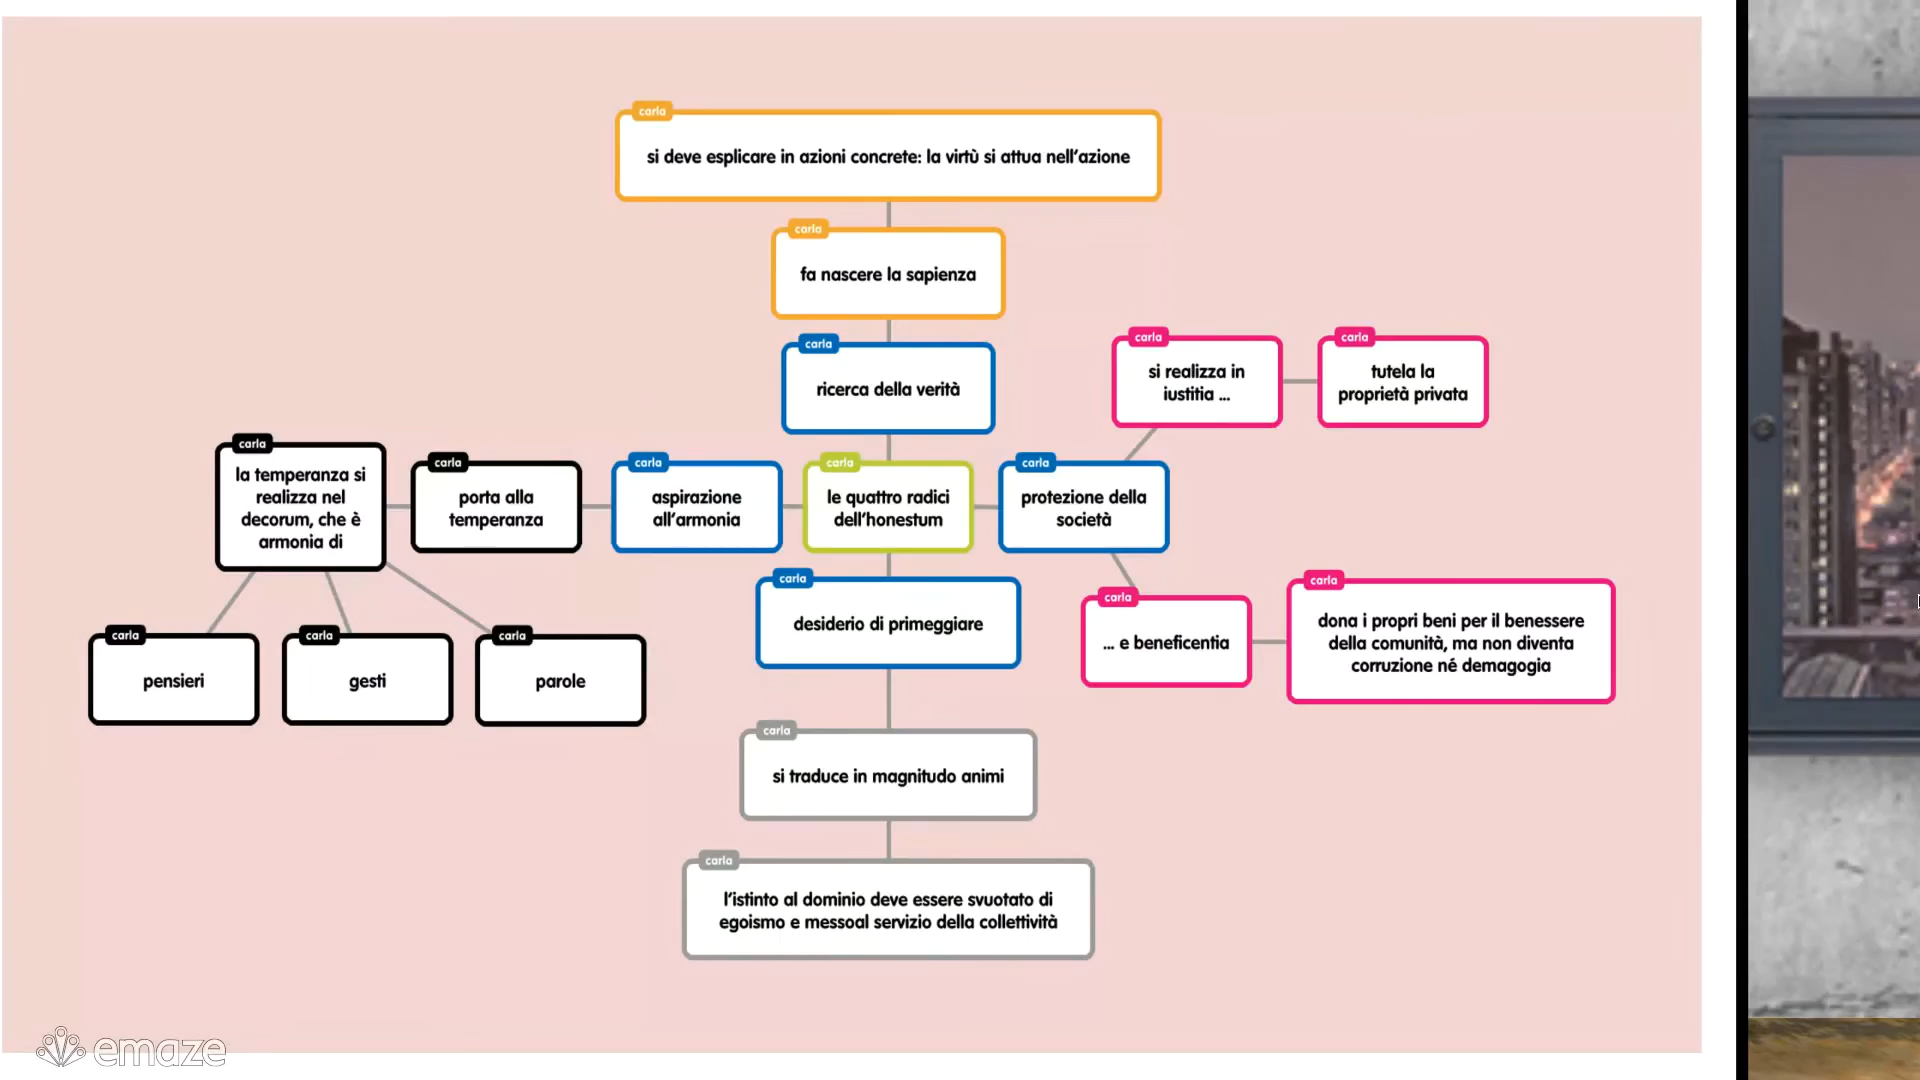 carla
si deve esplicare in azioni concrete: la virtù si attua nell'azione
carla
fa nascere la sapienza
carla
ricerca della verità
carla
si realizza in
iustitia ...
carla
tutela la
proprietà privata
carla
la temperanza si
realizza nel
decorum, che è
armonia di
carla
porta alla
temperanza
carla
aspirazione
all'armonia
carla
le quattro radici
dell'honestum
carla
protezione della
società
carla
pensieri
carla
gesti
carla
parole
carla
desiderio di primeggiare
carla
... e beneficentia
carla
dona i propri beni per il benessere
della comunità, ma non diventa
corruzione né demagogia
carla
si traduce in magnitudo animi
carla
l'istinto al dominio deve essere svuotato di
egoismo e messoal servizio della collettività
emaze